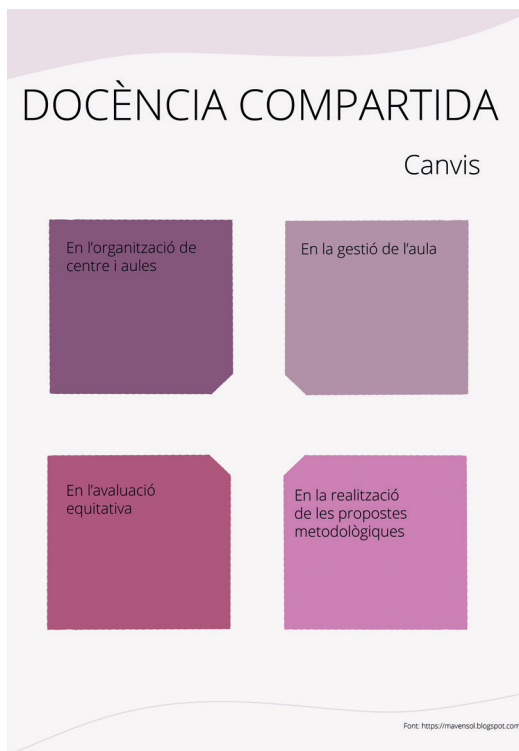 DOCÈNCIA COMPARTIDA
Canvis
En l'organització de
centre i aules
En la gestió de l'aula
En l'avaluació
equitativa
En la realització
de les propostes
metodològiques
Font: https://mavensol.blogspot.com